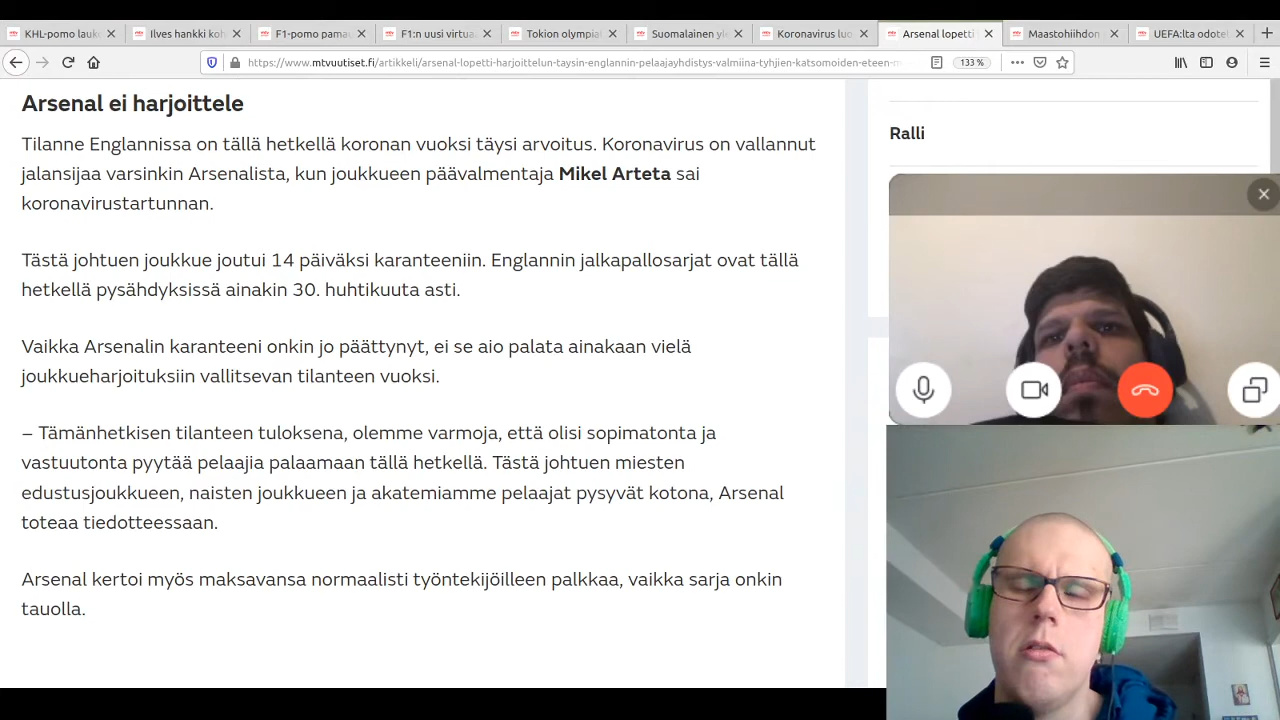 KHL-pomo lauk
Ilves hankki koh
F1-pomo pama
F1:n uusi virtua
Tokion olympia
Suomalainen yle
Koronavirus luo
Arsenal lopetti
Maastohiihdon
UEFA:lta odote
https://www.mtvuutiset.fi/artikkeli/arsenal-lopetti-harjoittelun-taysin-englannin-pelaajayhdistys-valmiina-tyhjien-katsomoiden-eteen-m
133 %
Arsenal ei harjoittele
Tilanne Englannissa on tällä hetkellä koronan vuoksi täysi arvoitus. Koronavirus on vallannut
jalansijaa varsinkin Arsenalista, kun joukkueen päävalmentaja Mikel Arteta sai
koronavirustartunnan.
Tästä johtuen joukkue joutui 14 päiväksi karanteeniin. Englannin jalkapallosarjat ovat tällä
hetkellä pysähdyksissä ainakin 30. huhtikuuta asti.
Vaikka Arsenalin karanteeni onkin jo päättynyt, ei se aio palata ainakaan vielä
joukkueharjoituksiin vallitsevan tilanteen vuoksi.
– Tämänhetkisen tilanteen tuloksena, olemme varmoja, että olisi sopimatonta ja
vastuutonta pyytää pelaajia palaamaan tällä hetkellä. Tästä johtuen miesten
edustusjoukkueen, naisten joukkueen ja akatemiamme pelaajat pysyvät kotona, Arsenal
toteaa tiedotteessaan.
Arsenal kertoi myös maksavansa normaalisti työntekijöilleen palkkaa, vaikka sarja onkin
tauolla.
Ralli